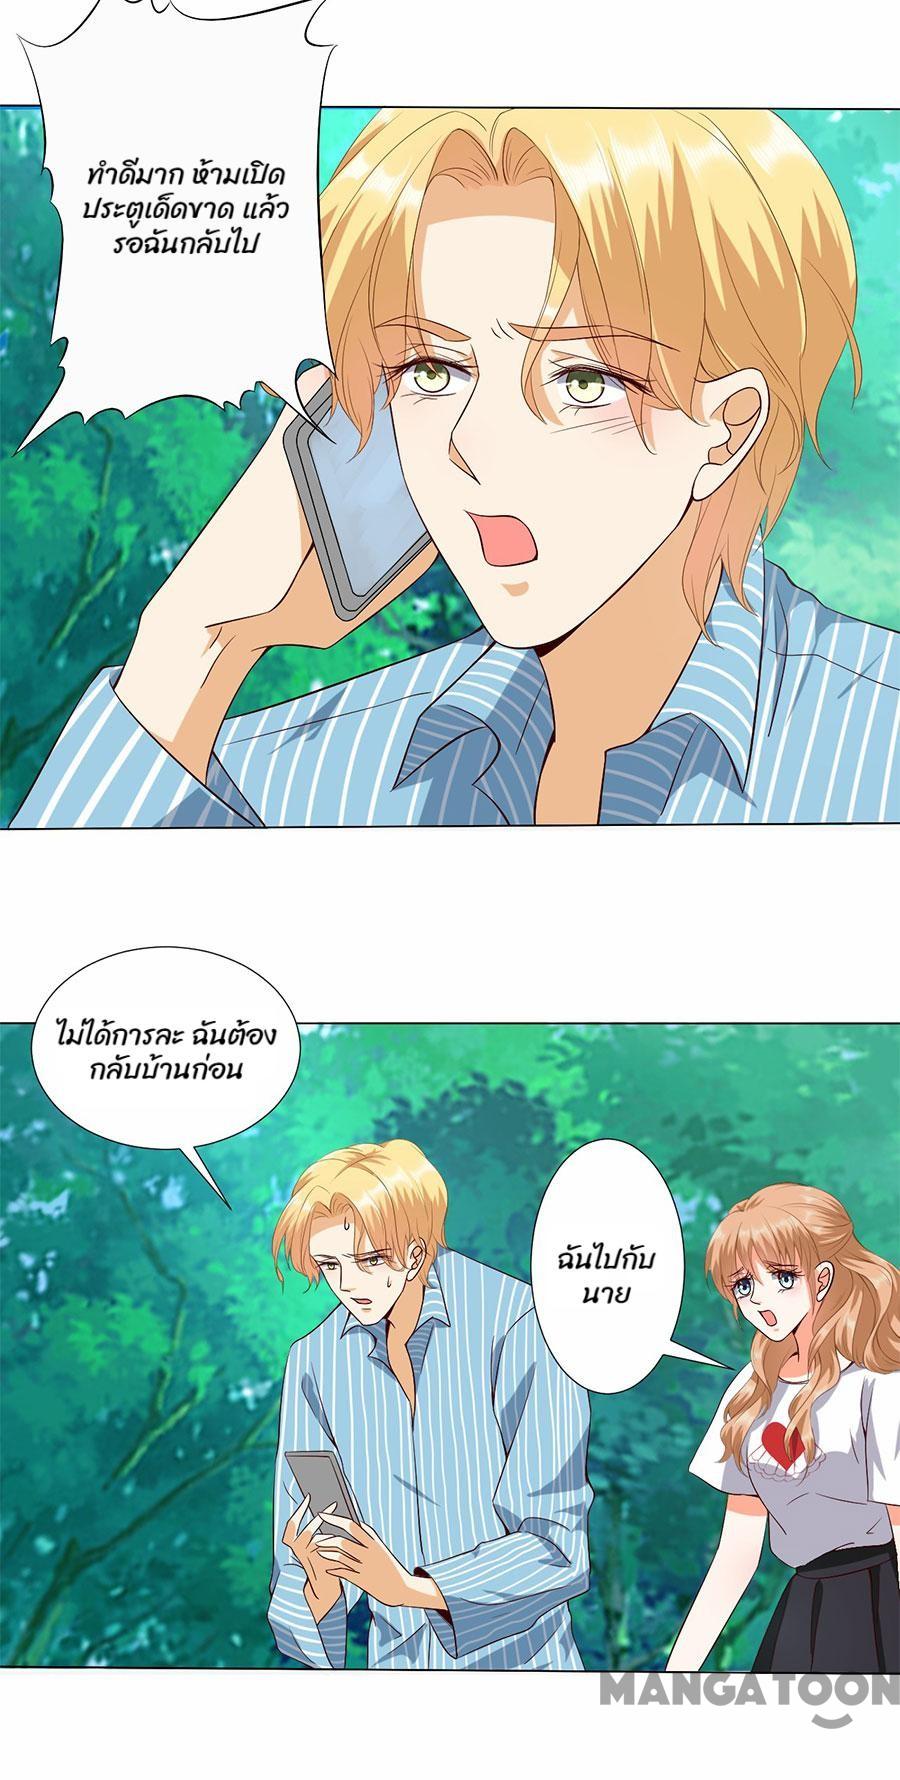 ทำดีมาก ห้ามเปิด
ประตูเด็ดขาด แล้ว
รอฉันกลับไป
ไม่ได้การละ ฉันต้อง
กลับบ้านก่อน
ฉันไปกับ
นาย
MANGATOON